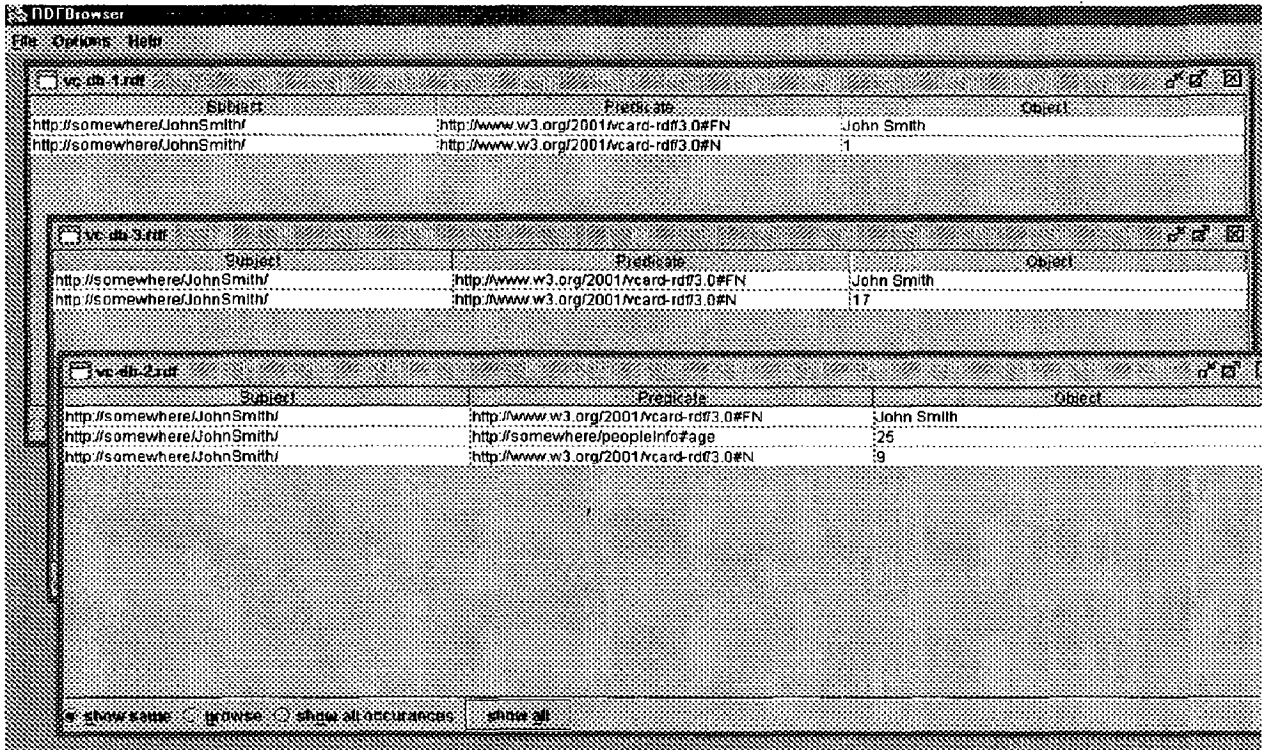 RDFBrowser
File Options Help
vc-db-1.rdf
Subject Predicate Object
http://somewhere/JohnSmith/ http://www.w3.org/2001/vcard-rdf/3.0#FN John Smith
http://somewhere/JohnSmith/ http://www.w3.org/2001/vcard-rdf/3.0#N 1
vc-db-3.rdf
Subject Predicate Object
http://somewhere/JohnSmith/ http://www.w3.org/2001/vcard-rdf/3.0#FN John Smith
http://somewhere/JohnSmith/ http://www.w3.org/2001/vcard-rdf/3.0#N 17
vc-db-2.rdf
Subject Predicate Object
http://somewhere/JohnSmith/ http://www.w3.org/2001/vcard-rdf/3.0#FN John Smith
http://somewhere/JohnSmith/ http://somewhere/peopleInfo#age 25
http://somewhere/JohnSmith/ http://www.w3.org/2001/vcard-rdf/3.0#N 9
show same browse show all occurances show all